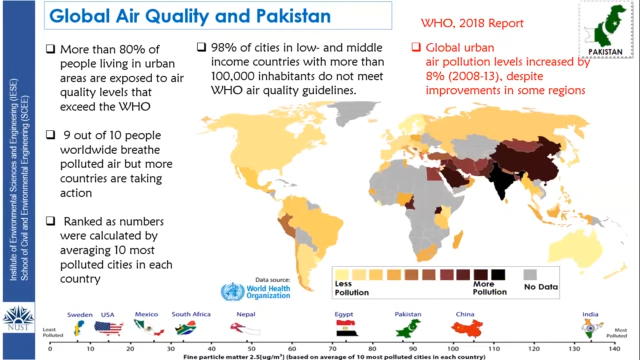 Global Air Quality and Pakistan
WHO, 2018 Report
PAKISTAN
More than 80% of
people living in urban
areas are exposed to air
quality levels that
exceed the WHO
9 out of 10 people
worldwide breathe
polluted air but more
countries are taking
action
Ranked as numbers
were calculated by
averaging 10 most
polluted cities in each
country
98% of cities in low- and middle
income countries with more than
100,000 inhabitants do not meet
WHO air quality guidelines.
Global urban
air pollution levels increased by
8% (2008-13), despite
improvements in some regions
Institute of Environmental Sciences and Engineering (IESE)
School of Civil and Environmental Engineering (SCEE)
NUST
Data source:
World Health
Organization
Less
Pollution
More
Pollution
No Data
Least
Polluted
Sweden
USA
Mexico
South Africa
Nepal
Egypt
Pakistan
China
India
Most
Polluted
0 10 20 30 40 50 60 70 80 90 100 110 120 130 140
Fine particle matter 2.5[ug/m³] (based on average of 10 most polluted cities in each country)